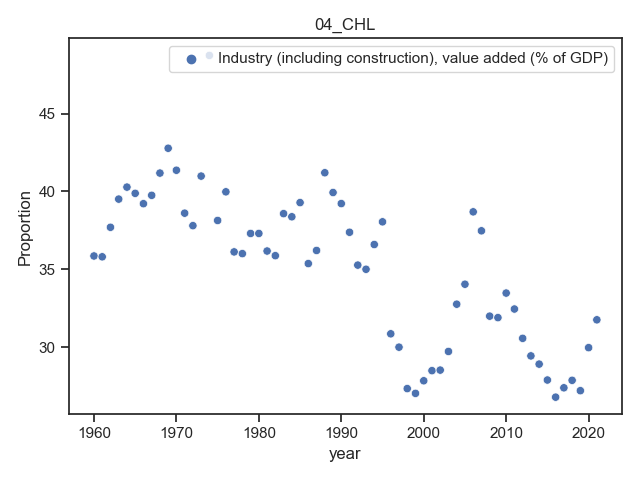 04_CHL
Industry (including construction), value added (% of GDP)
45
40
35
30
Proportion
1960 1970 1980 1990 2000 2010 2020
year